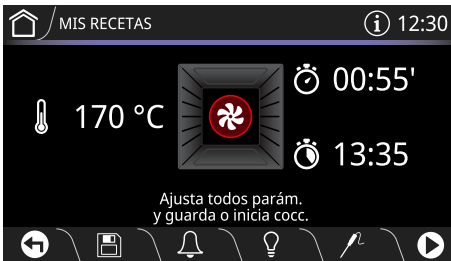 MIS RECETAS
i 12:30
170 °C
00:55'
13:35
Ajusta todos parám.
y guarda o inicia cocc.